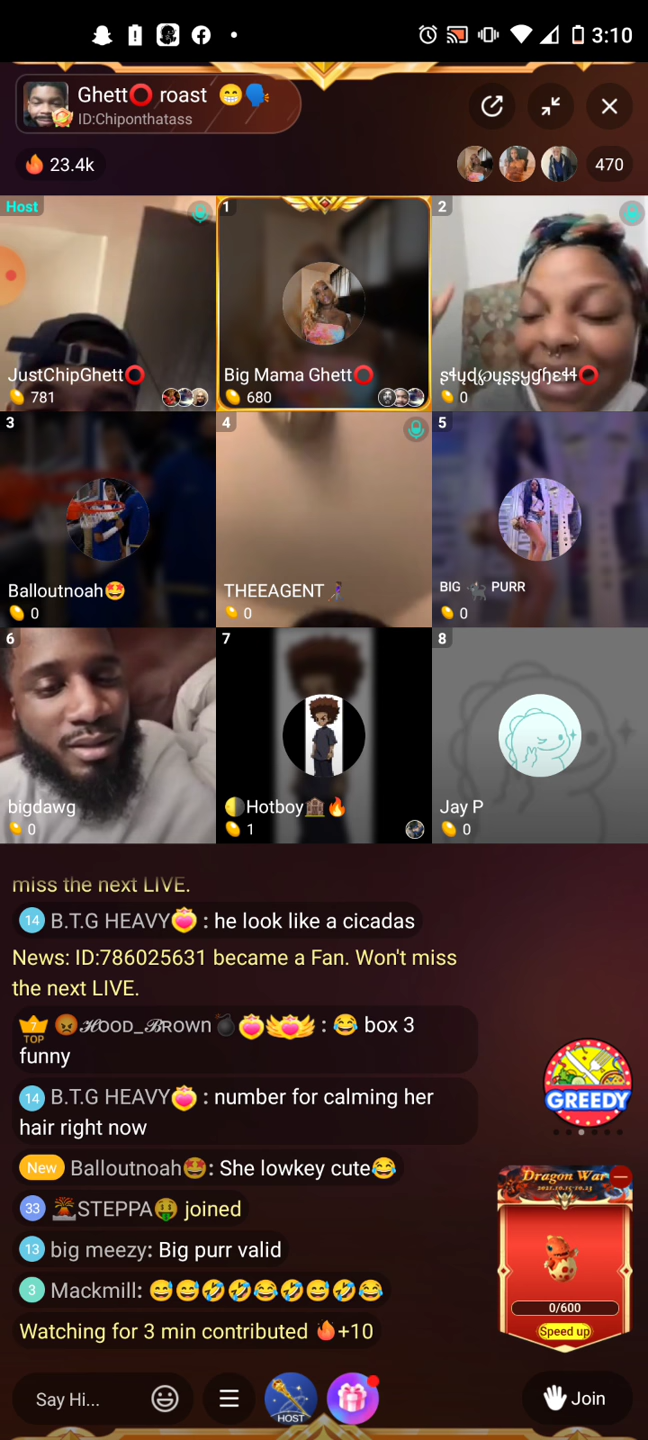 3:10
Ghett⭕ roast 😁🗣️
ID:Chiponthatass
🔥 23.4k
470
Host
1
2
JustChipGhett⭕
Big Mama Ghett⭕
781
680
0
3
4
5
Balloutnoah🤩
THEEAGENT
BIG 🐈‍⬛ PURR
0
0
0
6
7
8
bigdawg
🌗Hotboy🏚️🔥
Jay P
0
1
0
miss the next LIVE.
14 B.T.G HEAVY : he look like a cicadas
News: ID:786025631 became a Fan. Won't miss
the next LIVE.
7 TOP 😡ℋOOD_ℬROWN💣 : 😂 box 3
funny
14 B.T.G HEAVY : number for calming her
hair right now
GREEDY
New Balloutnoah🤩: She lowkey cute😂
Dragon War
2021.10.15-10.23
33 🌋STEPPA🤑 joined
13 big meezy: Big purr valid
3 Mackmill: 😅😅🤣🤣😂🤣😅🤣😂
0/600
Speed up
Watching for 3 min contributed 🔥+10
Say Hi...
HOST
Join